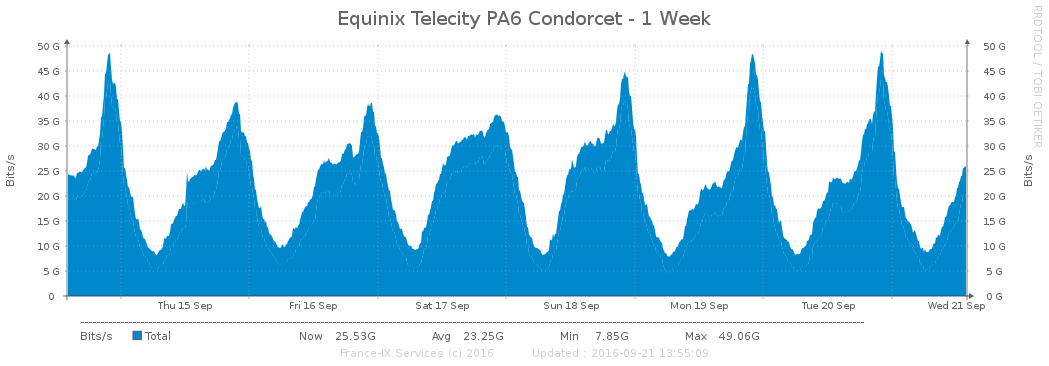 Equinix Telecity PA6 Condorcet - 1 Week
RRDTOOL / TOBI OETIKER
Bits/s
50 G 50 G
45 G 45 G
40 G 40 G
35 G 35 G
30 G 30 G
25 G 25 G
20 G 20 G
15 G 15 G
10 G 10 G
5 G 5 G
0 0 G
Bits/s
Thu 15 Sep Fri 16 Sep Sat 17 Sep Sun 18 Sep Mon 19 Sep Tue 20 Sep Wed 21 Sep
Bits/s Total Now 25.53G Avg 23.25G Min 7.85G Max 49.06G
France-IX Services (c) 2016 Updated : 2016-09-21 13:55:09